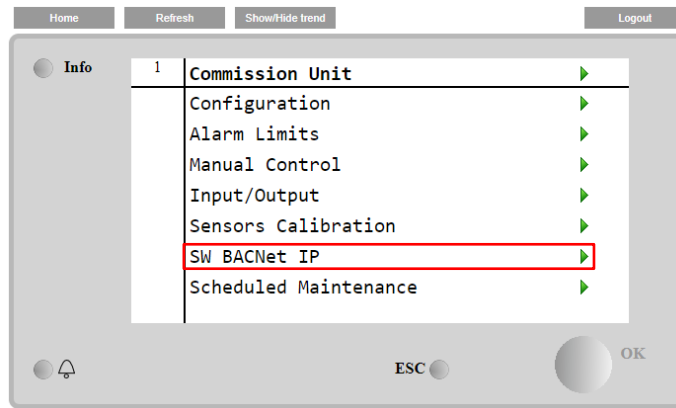 Home Refresh Show/Hide trend Logout
Info
1 Commission Unit
Configuration
Alarm Limits
Manual Control
Input/Output
Sensors Calibration
SW BACNet IP
Scheduled Maintenance
ESC OK